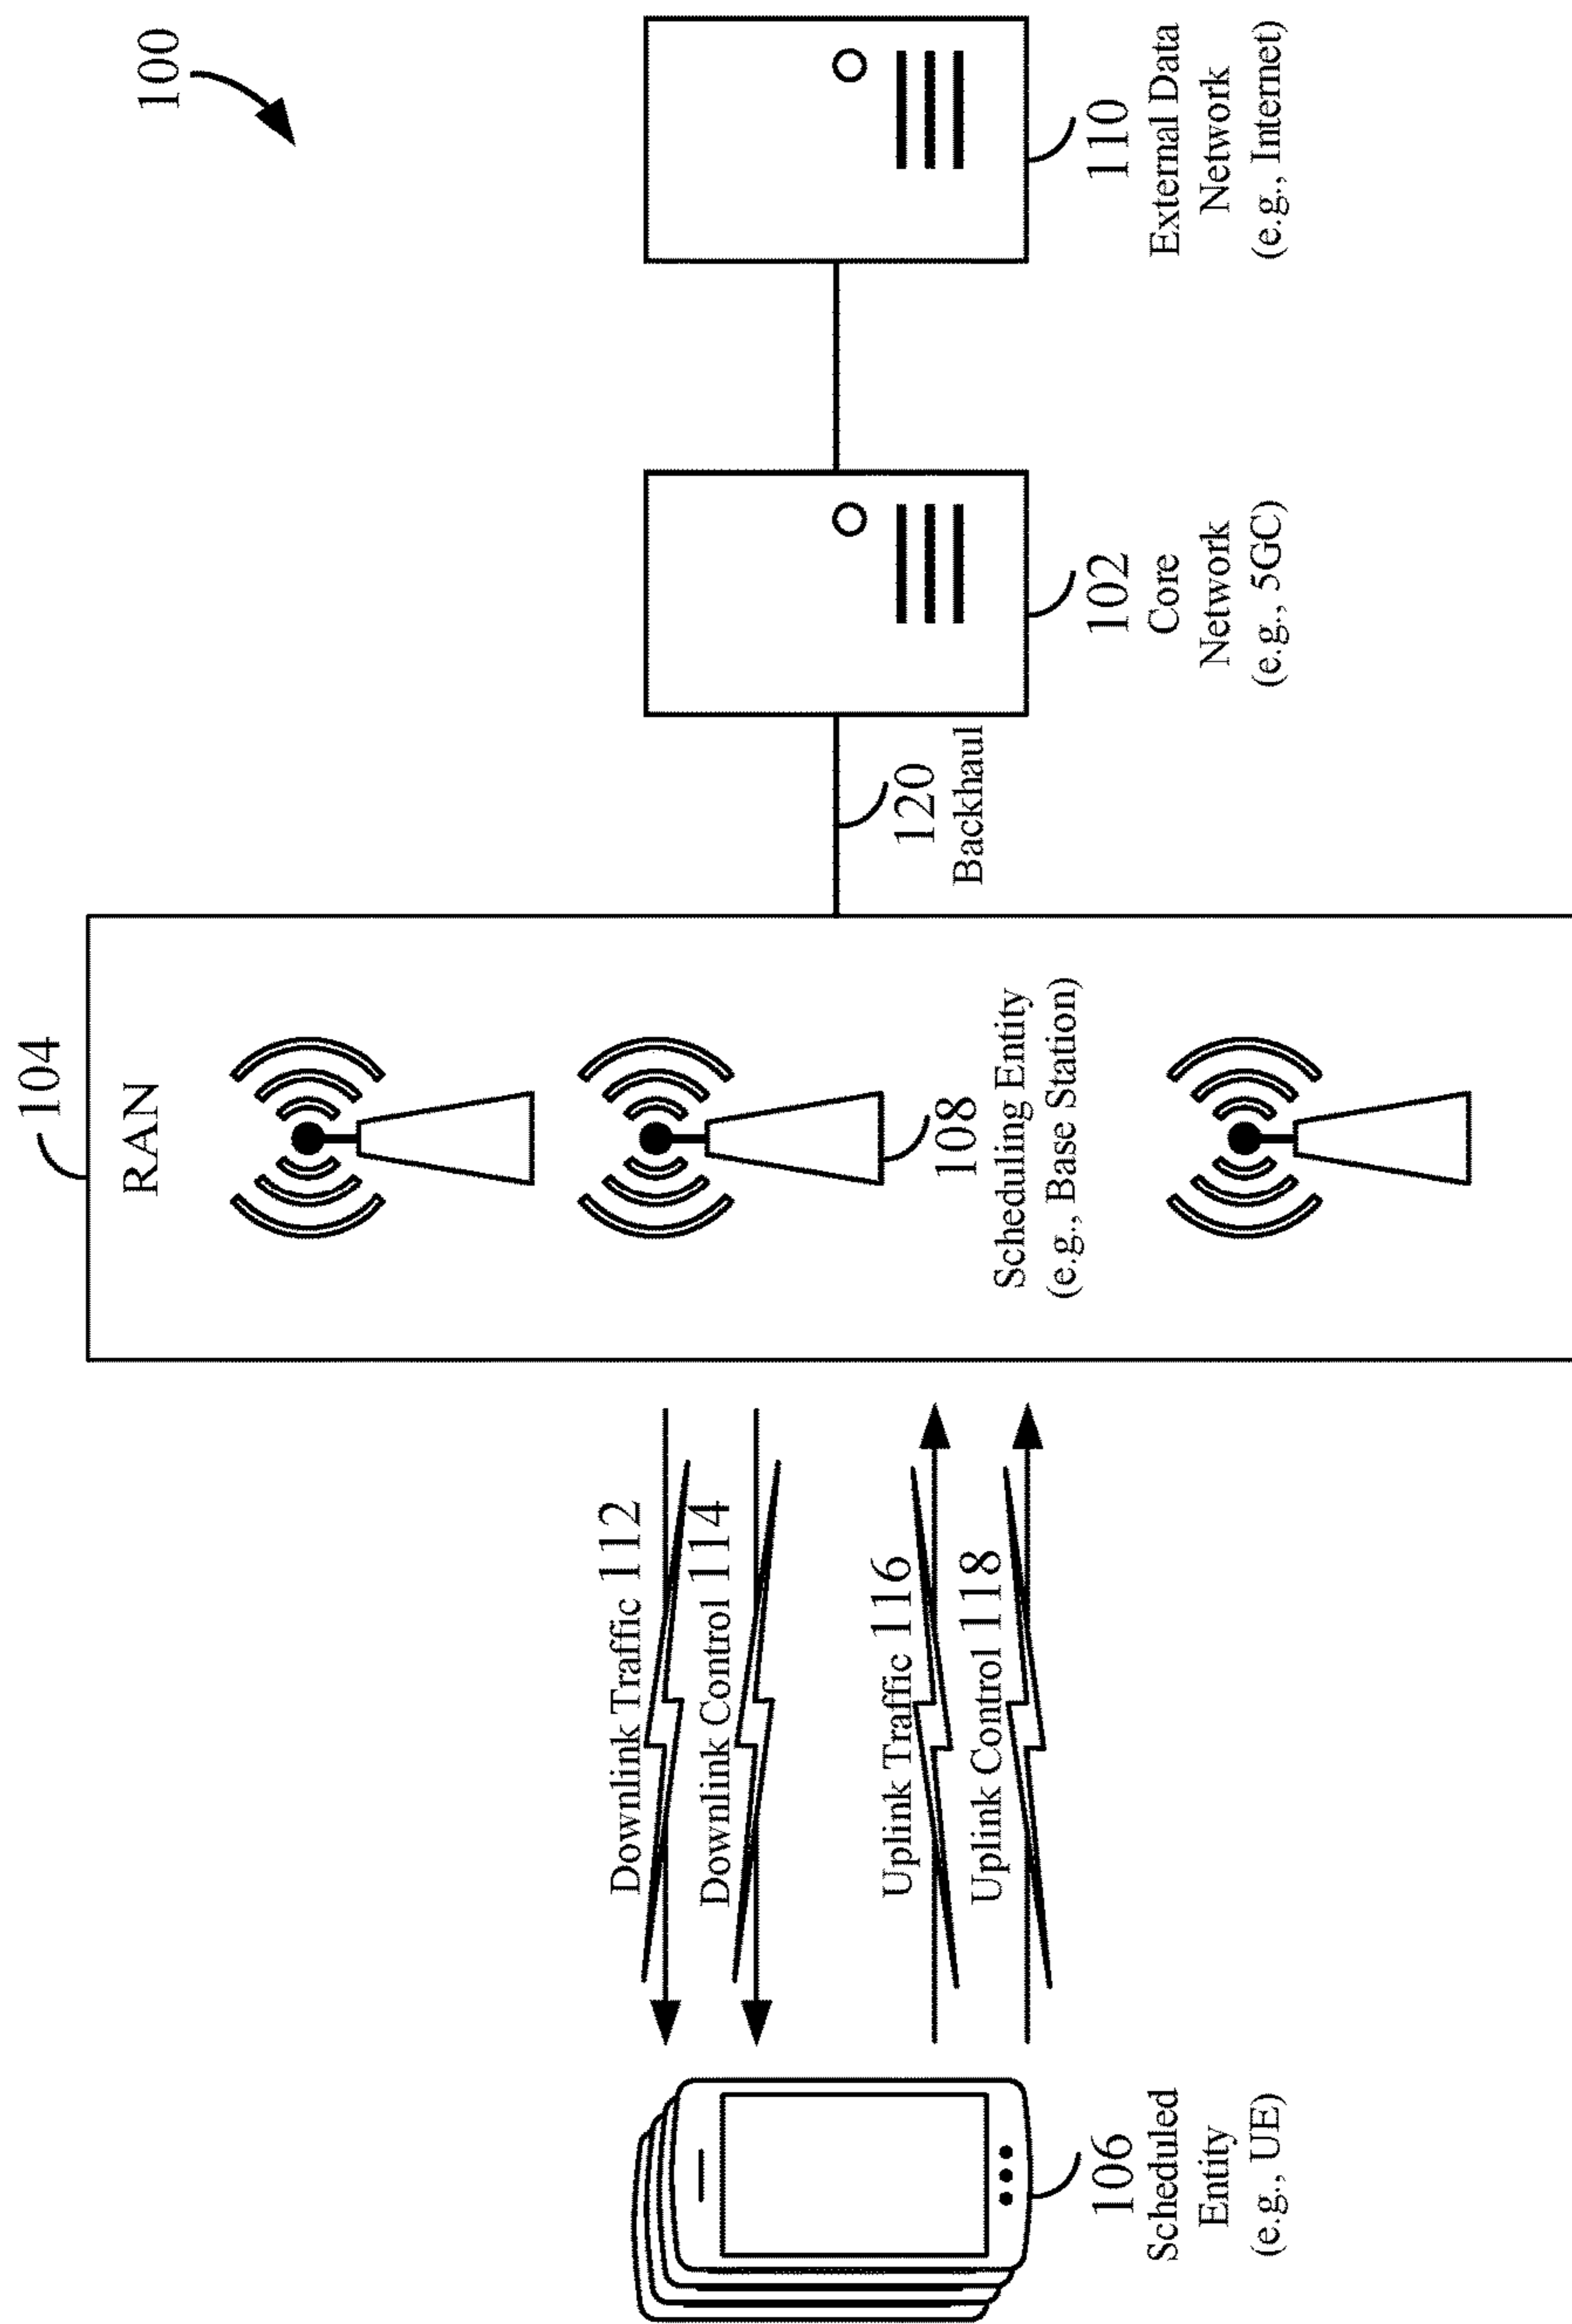 100
104
RAN
Downlink Traffic 112
Downlink Control 114
Uplink Traffic 116
Uplink Control 118
108
Scheduling Entity
(e.g., Base Station)
120
Backhaul
106
Scheduled
Entity
(e.g., UE)
102
Core
Network
(e.g., 5GC)
110
External Data
Network
(e.g., Internet)